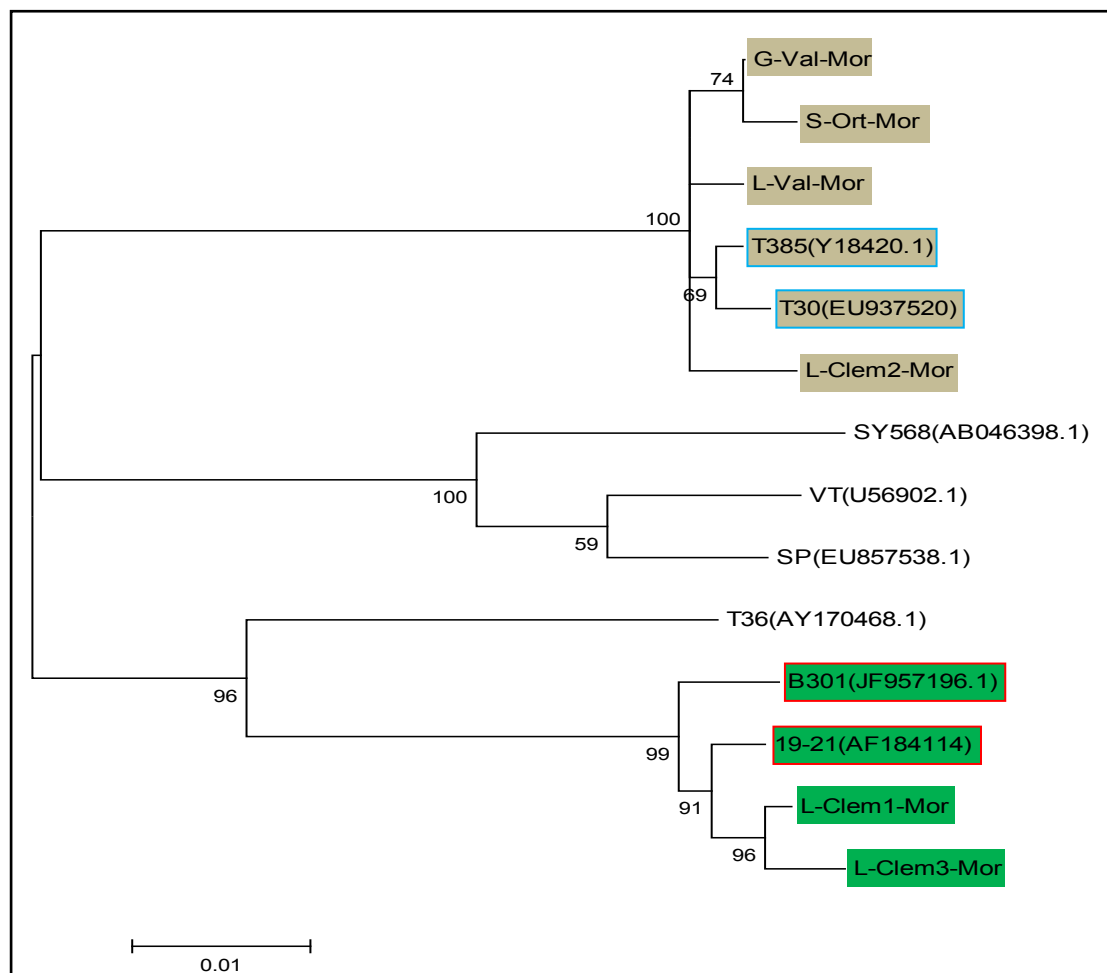 G-Val-Mor
74
S-Ort-Mor
L-Val-Mor
100
T385(Y18420.1)
69
T30(EU937520)
L-Clem2-Mor
SY568(AB046398.1)
100
VT(U56902.1)
59
SP(EU857538.1)
T36(AY170468.1)
96
B301(JF957196.1)
99
19-21(AF184114)
91
L-Clem1-Mor
96
L-Clem3-Mor
0.01